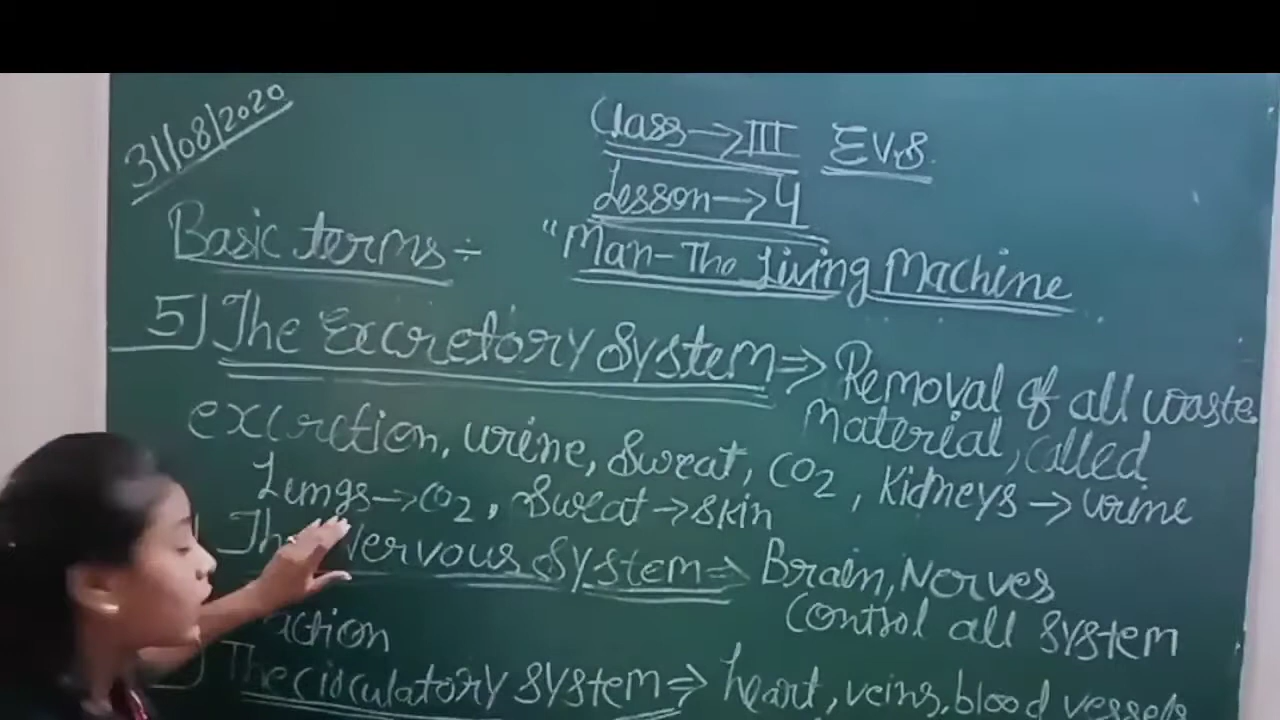 31/08/2020
Class → III EVS.
Lesson → 4
Basic terms ÷
"Man - The Living Machine
5] The Excretory System ⇒ Removal of all waste
Material, called
excretion, urine, Sweat, CO2, Kidneys → urine
Lungs → CO2, Sweat → skin
The Nervous System ⇒ Brain, Nerves
Control all system
action
The Circulatory system ⇒ heart, veins, blood vessels